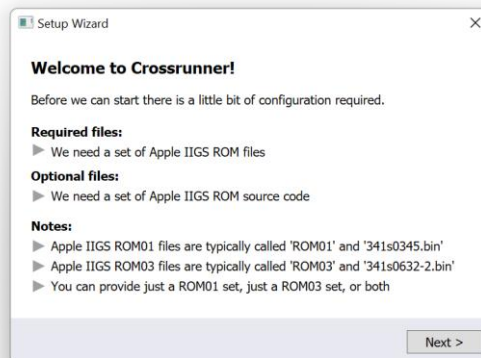 Setup Wizard
Welcome to Crossrunner!
Before we can start there is a little bit of configuration required.
Required files:
We need a set of Apple IIGS ROM files
Optional files:
We need a set of Apple IIGS ROM source code
Notes:
Apple IIGS ROM01 files are typically called 'ROM01' and '341s0345.bin'
Apple IIGS ROM03 files are typically called 'ROM03' and '341s0632-2.bin'
You can provide just a ROM01 set, just a ROM03 set, or both
Next >